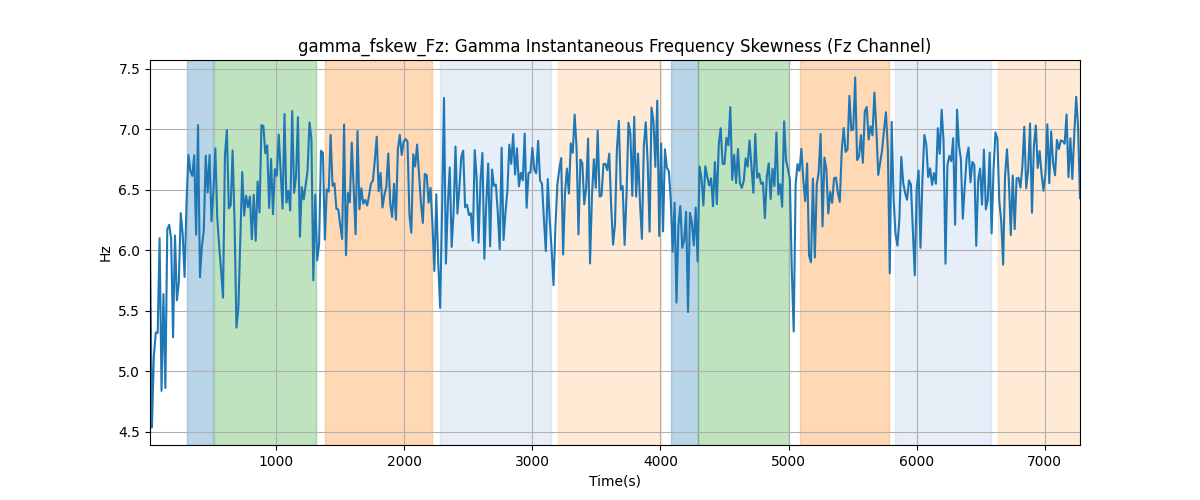 gamma_fskew_Fz: Gamma Instantaneous Frequency Skewness (Fz Channel)
7.5
7.0
6.5
6.0
5.5
5.0
4.5
Hz
1000 2000 3000 4000 5000 6000 7000
Time(s)